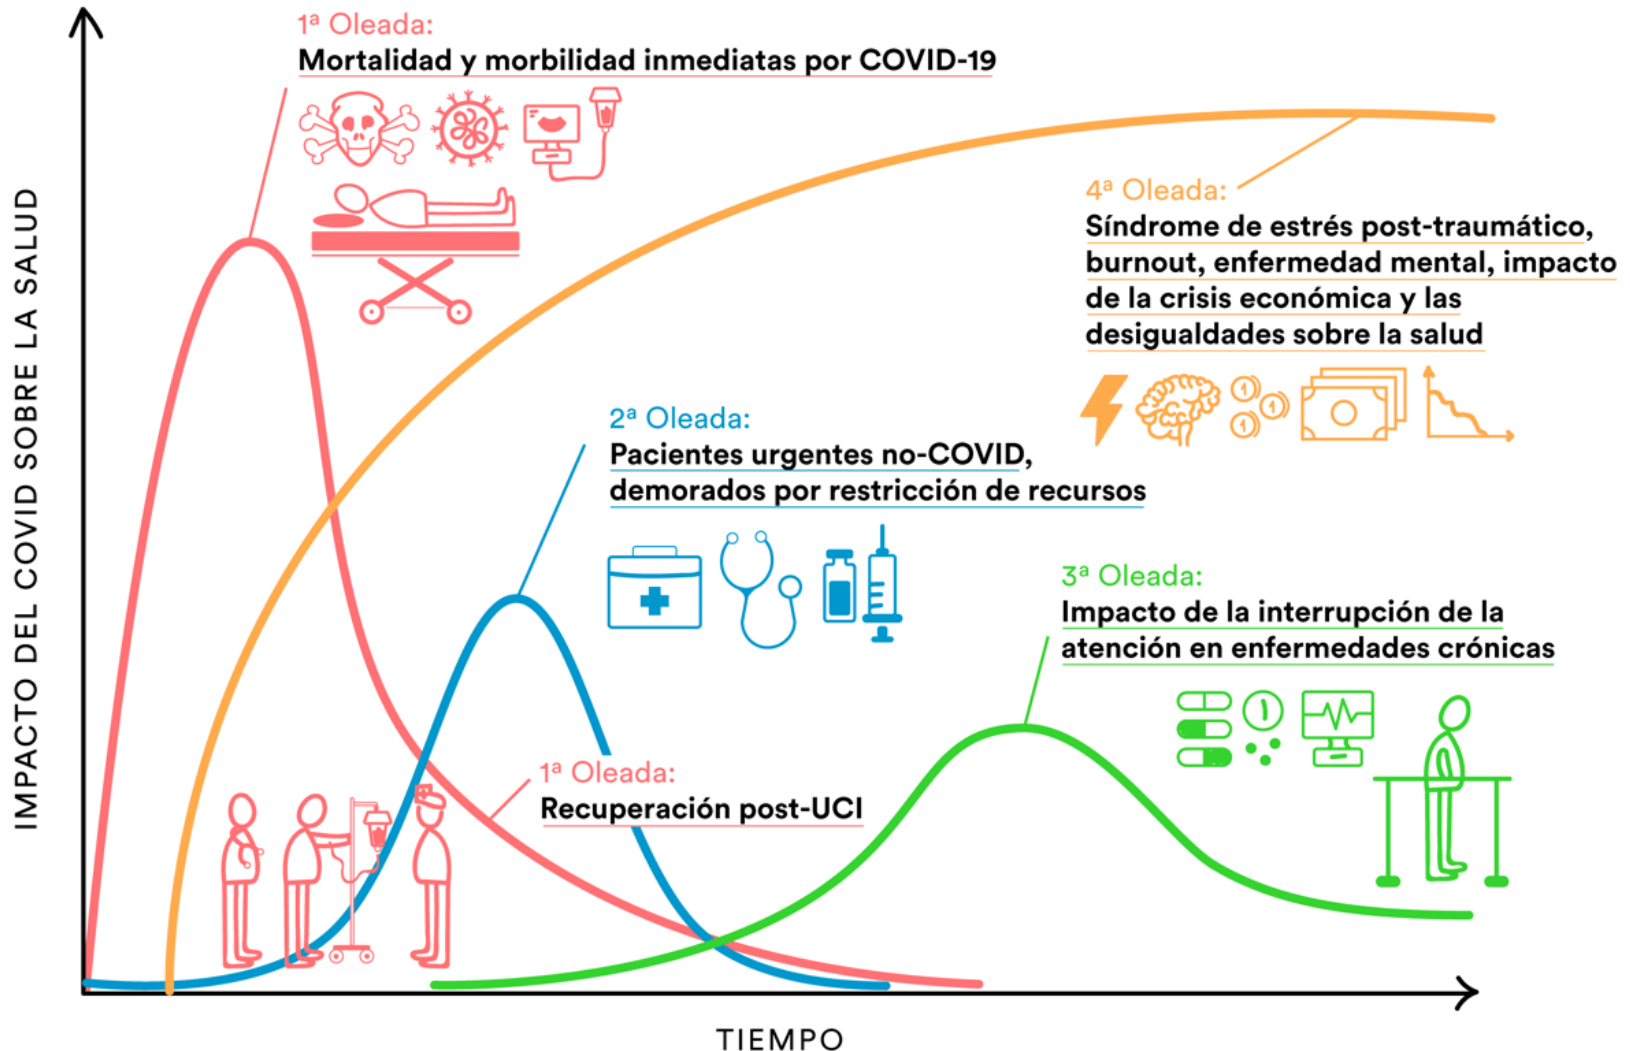 1ª Oleada:
Mortalidad y morbilidad inmediatas por COVID-19
4ª Oleada:
Síndrome de estrés post-traumático,
burnout, enfermedad mental, impacto
de la crisis económica y las
desigualdades sobre la salud
1
1
1
2ª Oleada:
Pacientes urgentes no-COVID,
demorados por restricción de recursos
3ª Oleada:
Impacto de la interrupción de la
atención en enfermedades crónicas
1ª Oleada:
Recuperación post-UCI
IMPACTO DEL COVID SOBRE LA SALUD
TIEMPO